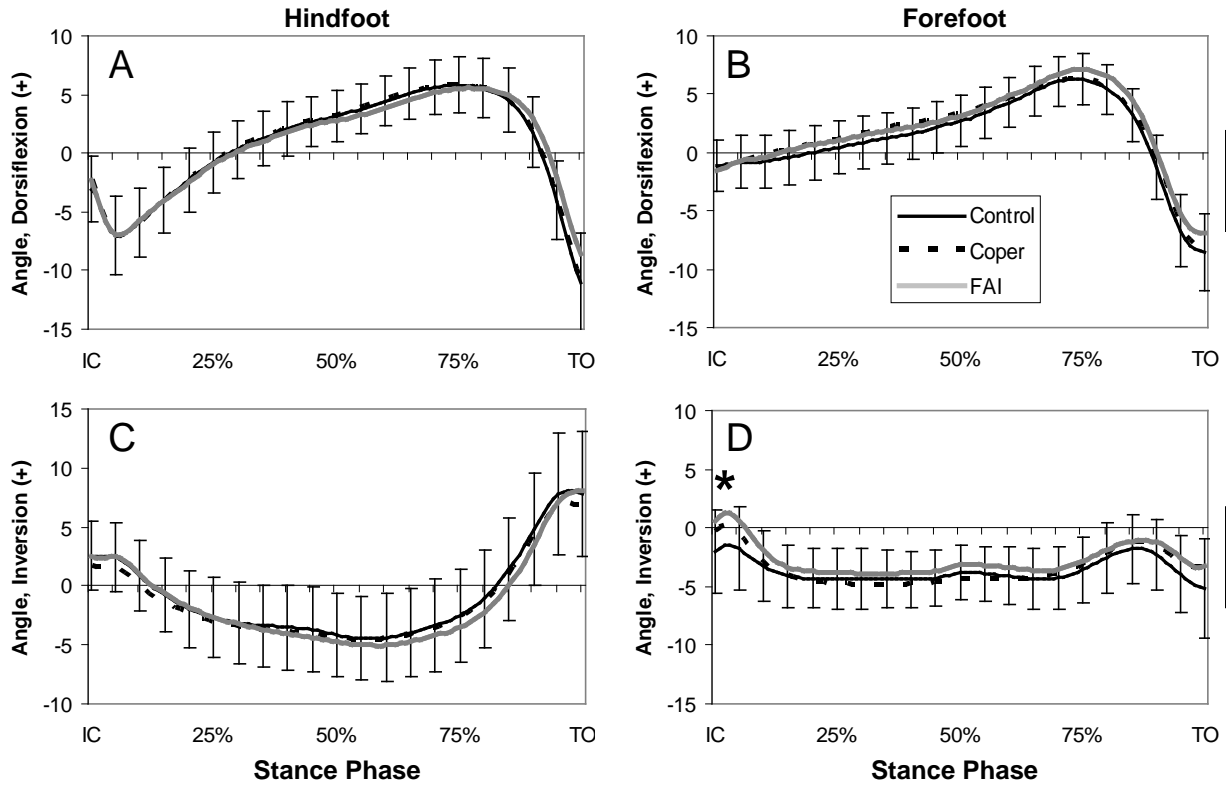 Hindfoot
A
Angle, Dorsiflexion (+)
10
5
0
-5
-10
-15
IC 25% 50% 75% TO
Forefoot
B
Angle, Dorsiflexion (+)
10
5
0
-5
-10
-15
Control
Coper
FAI
IC 25% 50% 75% TO
C
Angle, Inversion (+)
15
10
5
0
-5
-10
IC 25% 50% 75% TO
Stance Phase
D
*
Angle, Inversion (+)
10
5
0
-5
-10
-15
IC 25% 50% 75% TO
Stance Phase